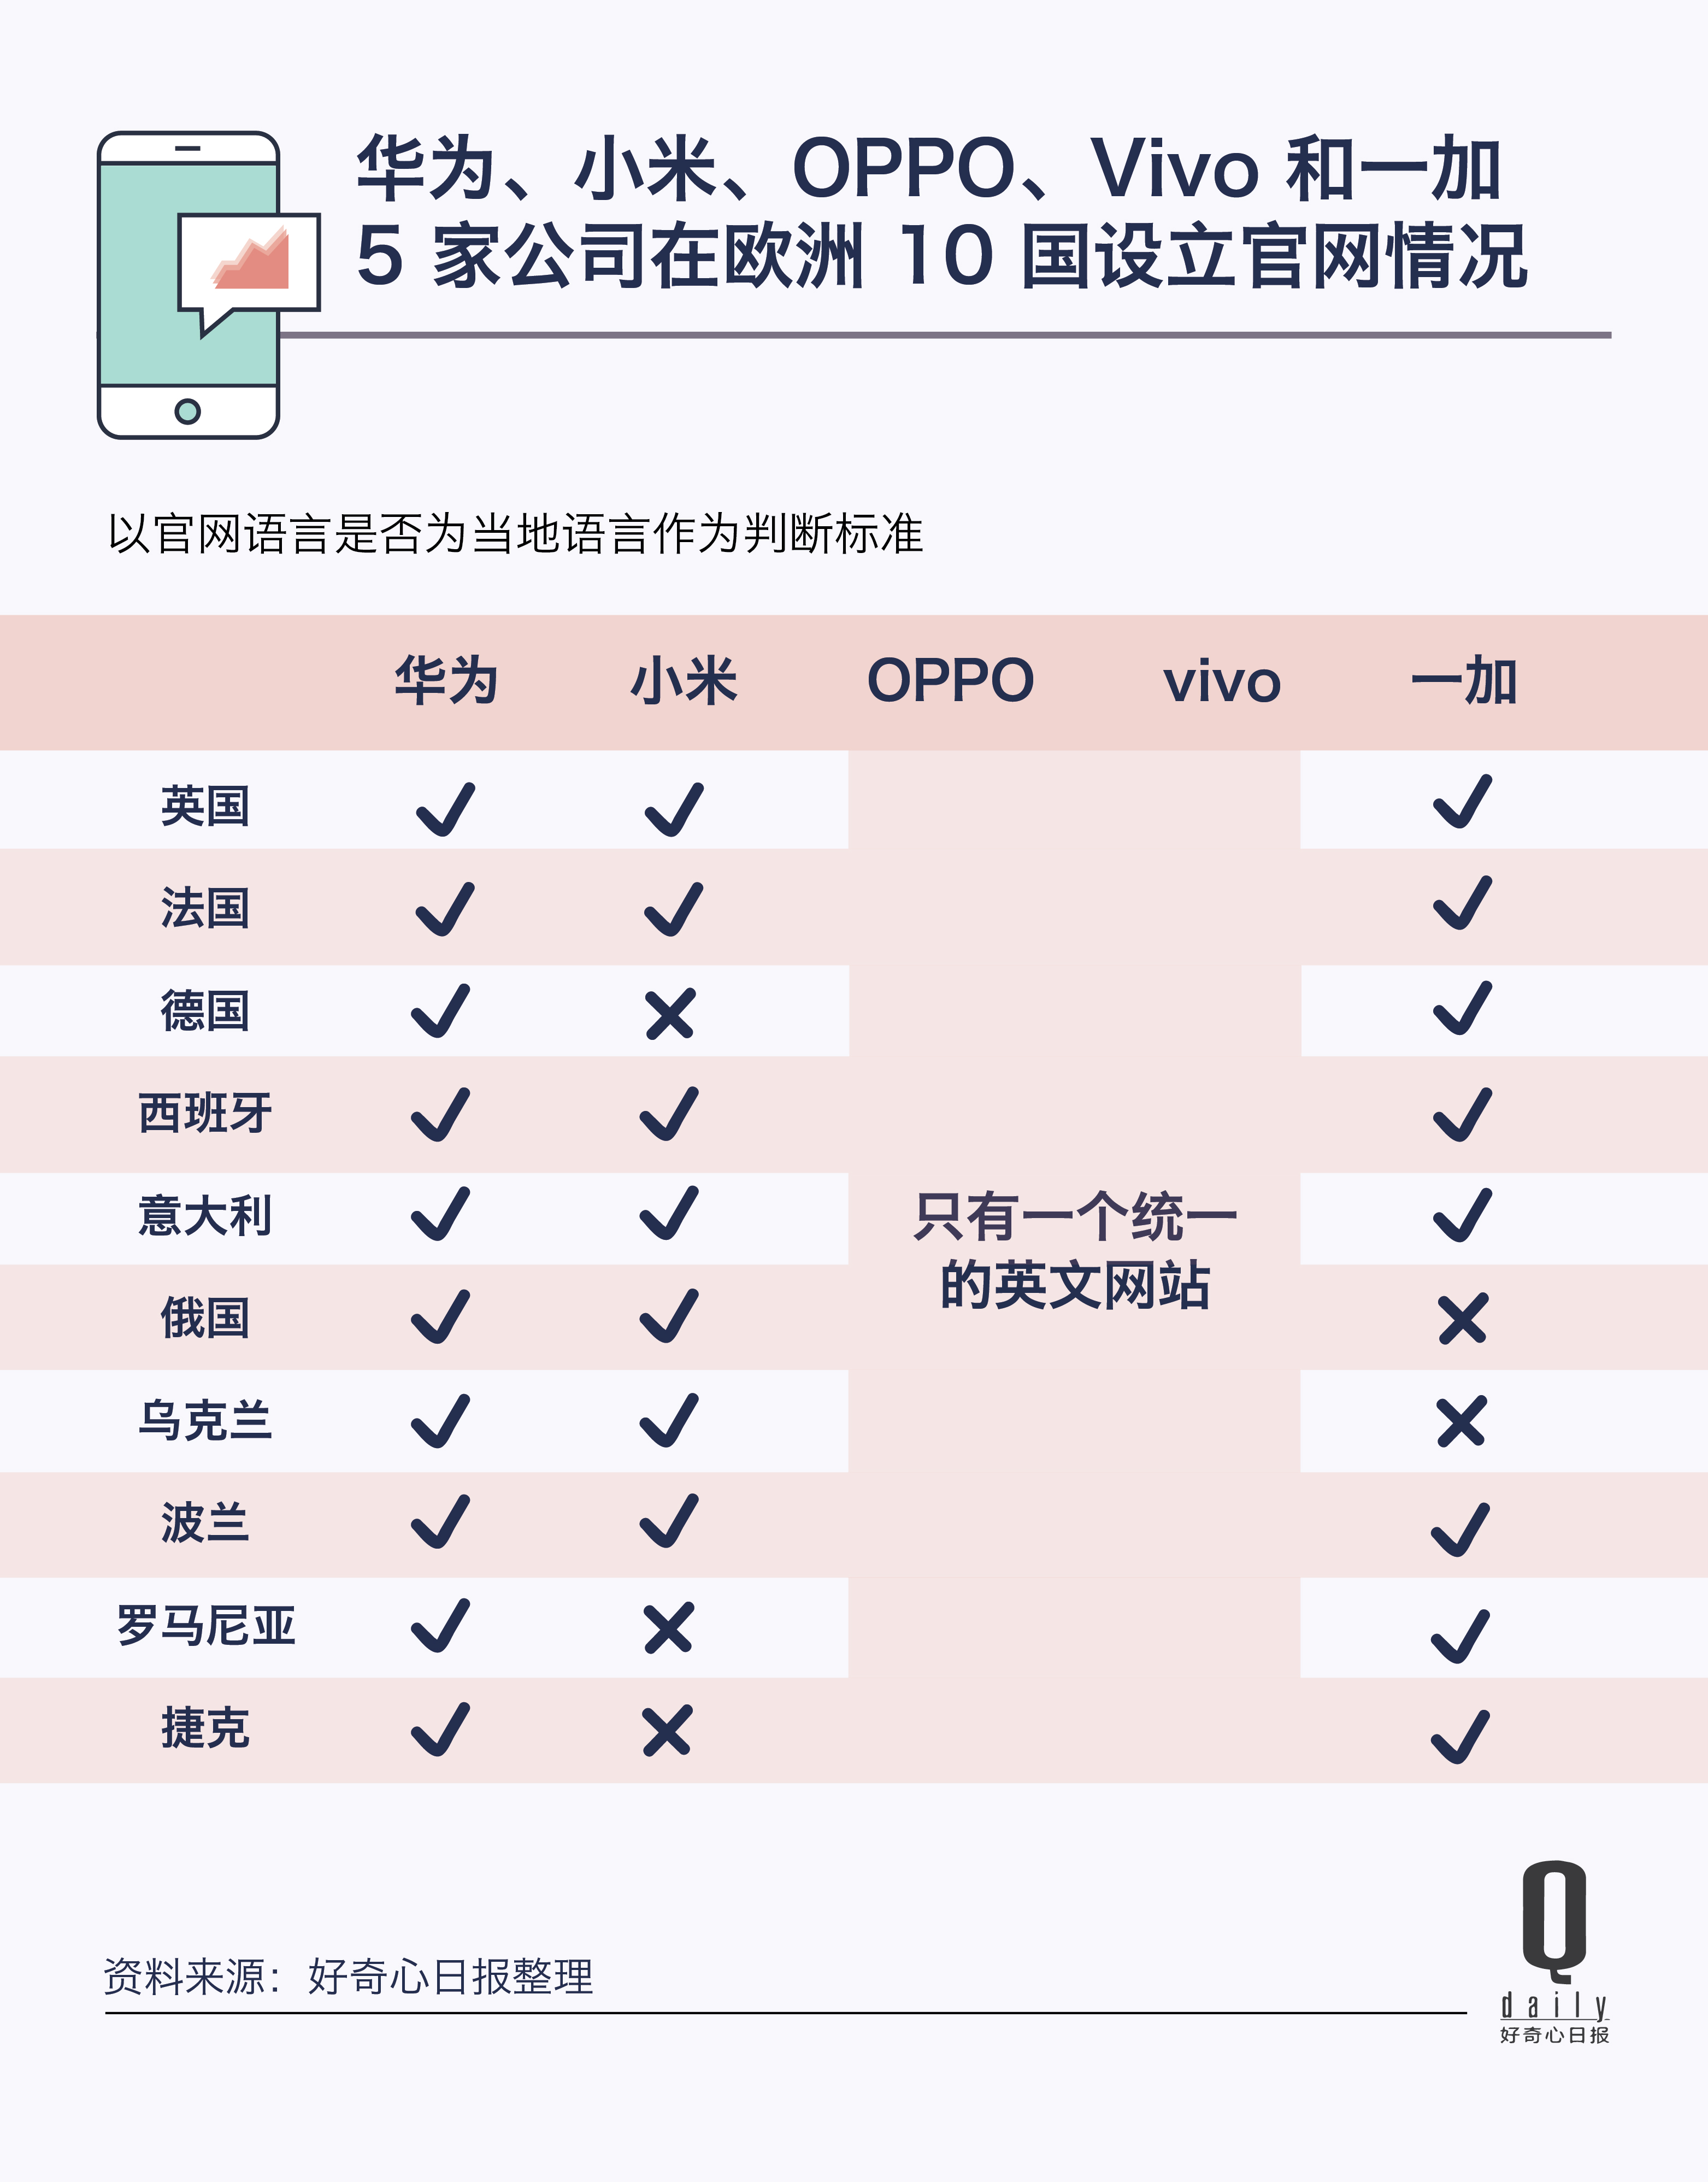 华为、小米、OPPO、Vivo 和一加
5 家公司在欧洲 10 国设立官网情况
以官网语言是否为当地语言作为判断标准
华为 小米 OPPO vivo 一加
英国
法国
德国
西班牙
意大利
只有一个统一
的英文网站
俄国
乌克兰
波兰
罗马尼亚
捷克
资料来源：好奇心日报整理
Q
daily
好奇心日报